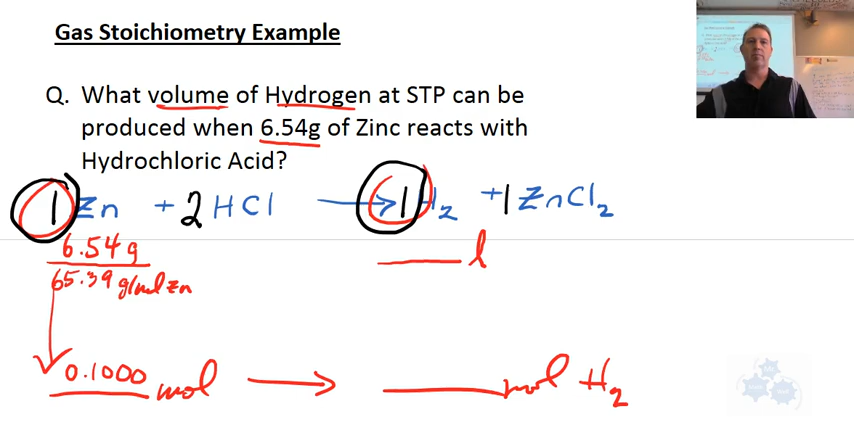 Gas Stoichiometry Example
Q. What volume of Hydrogen at STP can be
produced when 6.54g of Zinc reacts with
Hydrochloric Acid?
1 Zn + 2 HCl → 1 H₂ + 1 ZnCl₂
6.54 g
____ l
65.39 g/mol Zn
0.1000 mol → ____ mol H₂